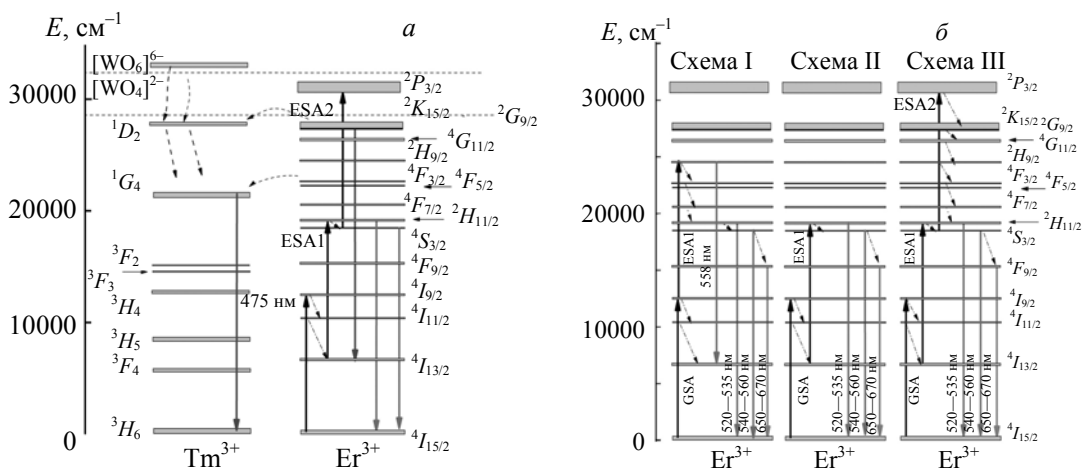 E, см⁻¹
а
[WO₆]⁶⁻
[WO₄]²⁻
30000
20000
10000
0
¹D₂
¹G₄
³F₂
³F₃
³H₄
³H₅
³F₄
³H₆
Tm³⁺
475 нм
ESA2
ESA1
²P₃/₂
²K₁₅/₂
²G₉/₂
⁴G₁₁/₂
²H₉/₂
⁴F₃/₂
⁴F₅/₂
⁴F₇/₂
²H₁₁/₂
⁴S₃/₂
⁴F₉/₂
⁴I₉/₂
⁴I₁₁/₂
⁴I₁₃/₂
⁴I₁₅/₂
Er³⁺
E, см⁻¹
б
Схема I Схема II Схема III
30000
20000
10000
0
ESA1
558 нм
GSA
520—535 нм
540—560 нм
650—670 нм
Er³⁺
ESA1
GSA
520—535 нм
540—560 нм
650—670 нм
Er³⁺
ESA2
ESA1
GSA
520—535 нм
540—560 нм
650—670 нм
Er³⁺
²P₃/₂
²K₁₅/₂ ²G₉/₂
⁴G₁₁/₂
²H₉/₂
⁴F₃/₂ ⁴F₅/₂
⁴F₇/₂
²H₁₁/₂
⁴S₃/₂
⁴F₉/₂
⁴I₉/₂
⁴I₁₁/₂
⁴I₁₃/₂
⁴I₁₅/₂